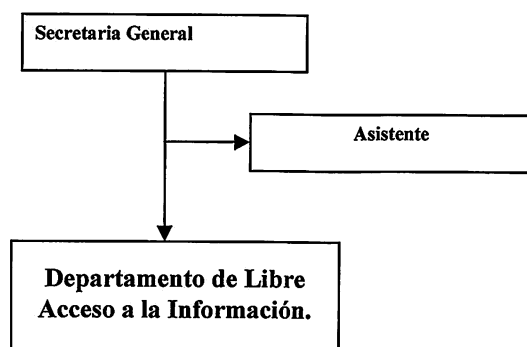 Secretaria General
Asistente
Departamento de Libre
Acceso a la Información.